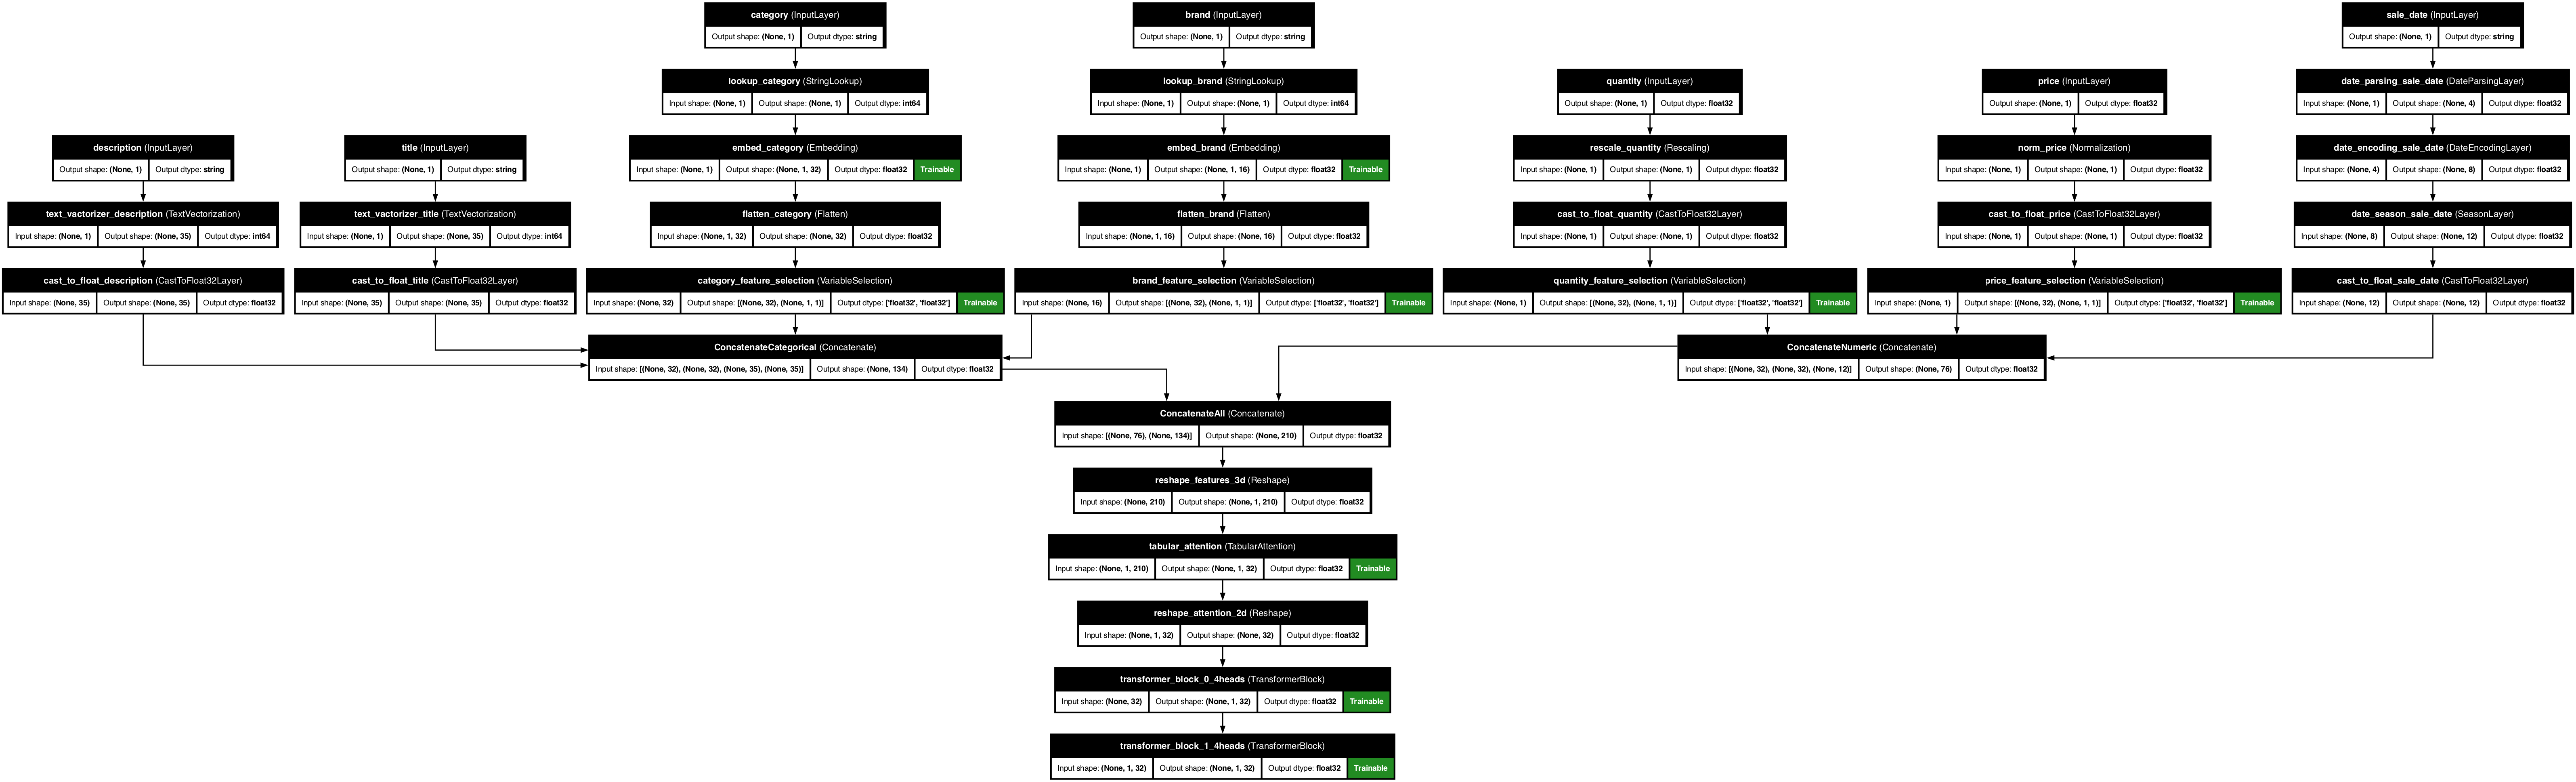 category (InputLayer)
Output shape: (None, 1) Output dtype: string
brand (InputLayer)
Output shape: (None, 1) Output dtype: string
sale_date (InputLayer)
Output shape: (None, 1) Output dtype: string
lookup_category (StringLookup)
Input shape: (None, 1) Output shape: (None, 1) Output dtype: int64
lookup_brand (StringLookup)
Input shape: (None, 1) Output shape: (None, 1) Output dtype: int64
quantity (InputLayer)
Output shape: (None, 1) Output dtype: float32
price (InputLayer)
Output shape: (None, 1) Output dtype: float32
date_parsing_sale_date (DateParsingLayer)
Input shape: (None, 1) Output shape: (None, 4) Output dtype: float32
description (InputLayer)
Output shape: (None, 1) Output dtype: string
title (InputLayer)
Output shape: (None, 1) Output dtype: string
embed_category (Embedding)
Input shape: (None, 1) Output shape: (None, 1, 32) Output dtype: float32 Trainable
embed_brand (Embedding)
Input shape: (None, 1) Output shape: (None, 1, 16) Output dtype: float32 Trainable
rescale_quantity (Rescaling)
Input shape: (None, 1) Output shape: (None, 1) Output dtype: float32
norm_price (Normalization)
Input shape: (None, 1) Output shape: (None, 1) Output dtype: float32
date_encoding_sale_date (DateEncodingLayer)
Input shape: (None, 4) Output shape: (None, 8) Output dtype: float32
text_vactorizer_description (TextVectorization)
Input shape: (None, 1) Output shape: (None, 35) Output dtype: int64
text_vactorizer_title (TextVectorization)
Input shape: (None, 1) Output shape: (None, 35) Output dtype: int64
flatten_category (Flatten)
Input shape: (None, 1, 32) Output shape: (None, 32) Output dtype: float32
flatten_brand (Flatten)
Input shape: (None, 1, 16) Output shape: (None, 16) Output dtype: float32
cast_to_float_quantity (CastToFloat32Layer)
Input shape: (None, 1) Output shape: (None, 1) Output dtype: float32
cast_to_float_price (CastToFloat32Layer)
Input shape: (None, 1) Output shape: (None, 1) Output dtype: float32
date_season_sale_date (SeasonLayer)
Input shape: (None, 8) Output shape: (None, 12) Output dtype: float32
cast_to_float_description (CastToFloat32Layer)
Input shape: (None, 35) Output shape: (None, 35) Output dtype: float32
cast_to_float_title (CastToFloat32Layer)
Input shape: (None, 35) Output shape: (None, 35) Output dtype: float32
category_feature_selection (VariableSelection)
Input shape: (None, 32) Output shape: [(None, 32), (None, 1, 1)] Output dtype: ['float32', 'float32'] Trainable
brand_feature_selection (VariableSelection)
Input shape: (None, 16) Output shape: [(None, 32), (None, 1, 1)] Output dtype: ['float32', 'float32'] Trainable
quantity_feature_selection (VariableSelection)
Input shape: (None, 1) Output shape: [(None, 32), (None, 1, 1)] Output dtype: ['float32', 'float32'] Trainable
price_feature_selection (VariableSelection)
Input shape: (None, 1) Output shape: [(None, 32), (None, 1, 1)] Output dtype: ['float32', 'float32'] Trainable
cast_to_float_sale_date (CastToFloat32Layer)
Input shape: (None, 12) Output shape: (None, 12) Output dtype: float32
ConcatenateCategorical (Concatenate)
Input shape: [(None, 32), (None, 32), (None, 35), (None, 35)] Output shape: (None, 134) Output dtype: float32
ConcatenateNumeric (Concatenate)
Input shape: [(None, 32), (None, 32), (None, 12)] Output shape: (None, 76) Output dtype: float32
ConcatenateAll (Concatenate)
Input shape: [(None, 76), (None, 134)] Output shape: (None, 210) Output dtype: float32
reshape_features_3d (Reshape)
Input shape: (None, 210) Output shape: (None, 1, 210) Output dtype: float32
tabular_attention (TabularAttention)
Input shape: (None, 1, 210) Output shape: (None, 1, 32) Output dtype: float32 Trainable
reshape_attention_2d (Reshape)
Input shape: (None, 1, 32) Output shape: (None, 32) Output dtype: float32
transformer_block_0_4heads (TransformerBlock)
Input shape: (None, 32) Output shape: (None, 1, 32) Output dtype: float32 Trainable
transformer_block_1_4heads (TransformerBlock)
Input shape: (None, 1, 32) Output shape: (None, 1, 32) Output dtype: float32 Trainable